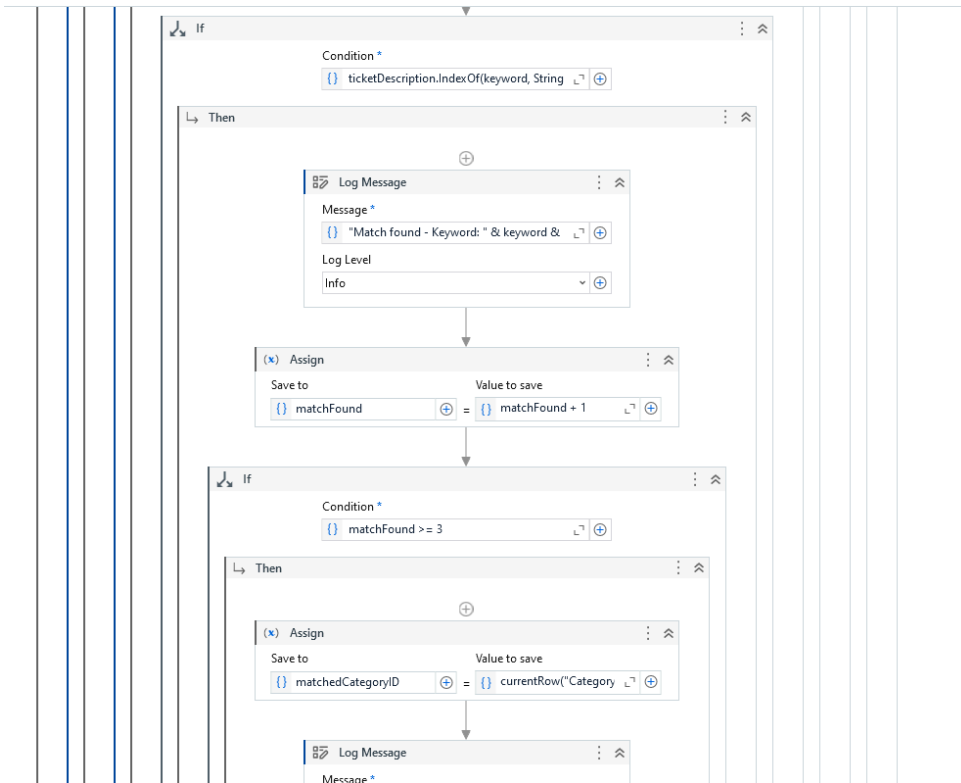 If
Condition *
{} ticketDescription.IndexOf(keyword, String
Then
Log Message
Message *
{} "Match found - Keyword: " & keyword &
Log Level
Info
(x) Assign
Save to Value to save
{} matchFound = {} matchFound + 1
If
Condition *
{} matchFound >= 3
Then
(x) Assign
Save to Value to save
{} matchedCategoryID = {} currentRow("Category
Log Message
Message *